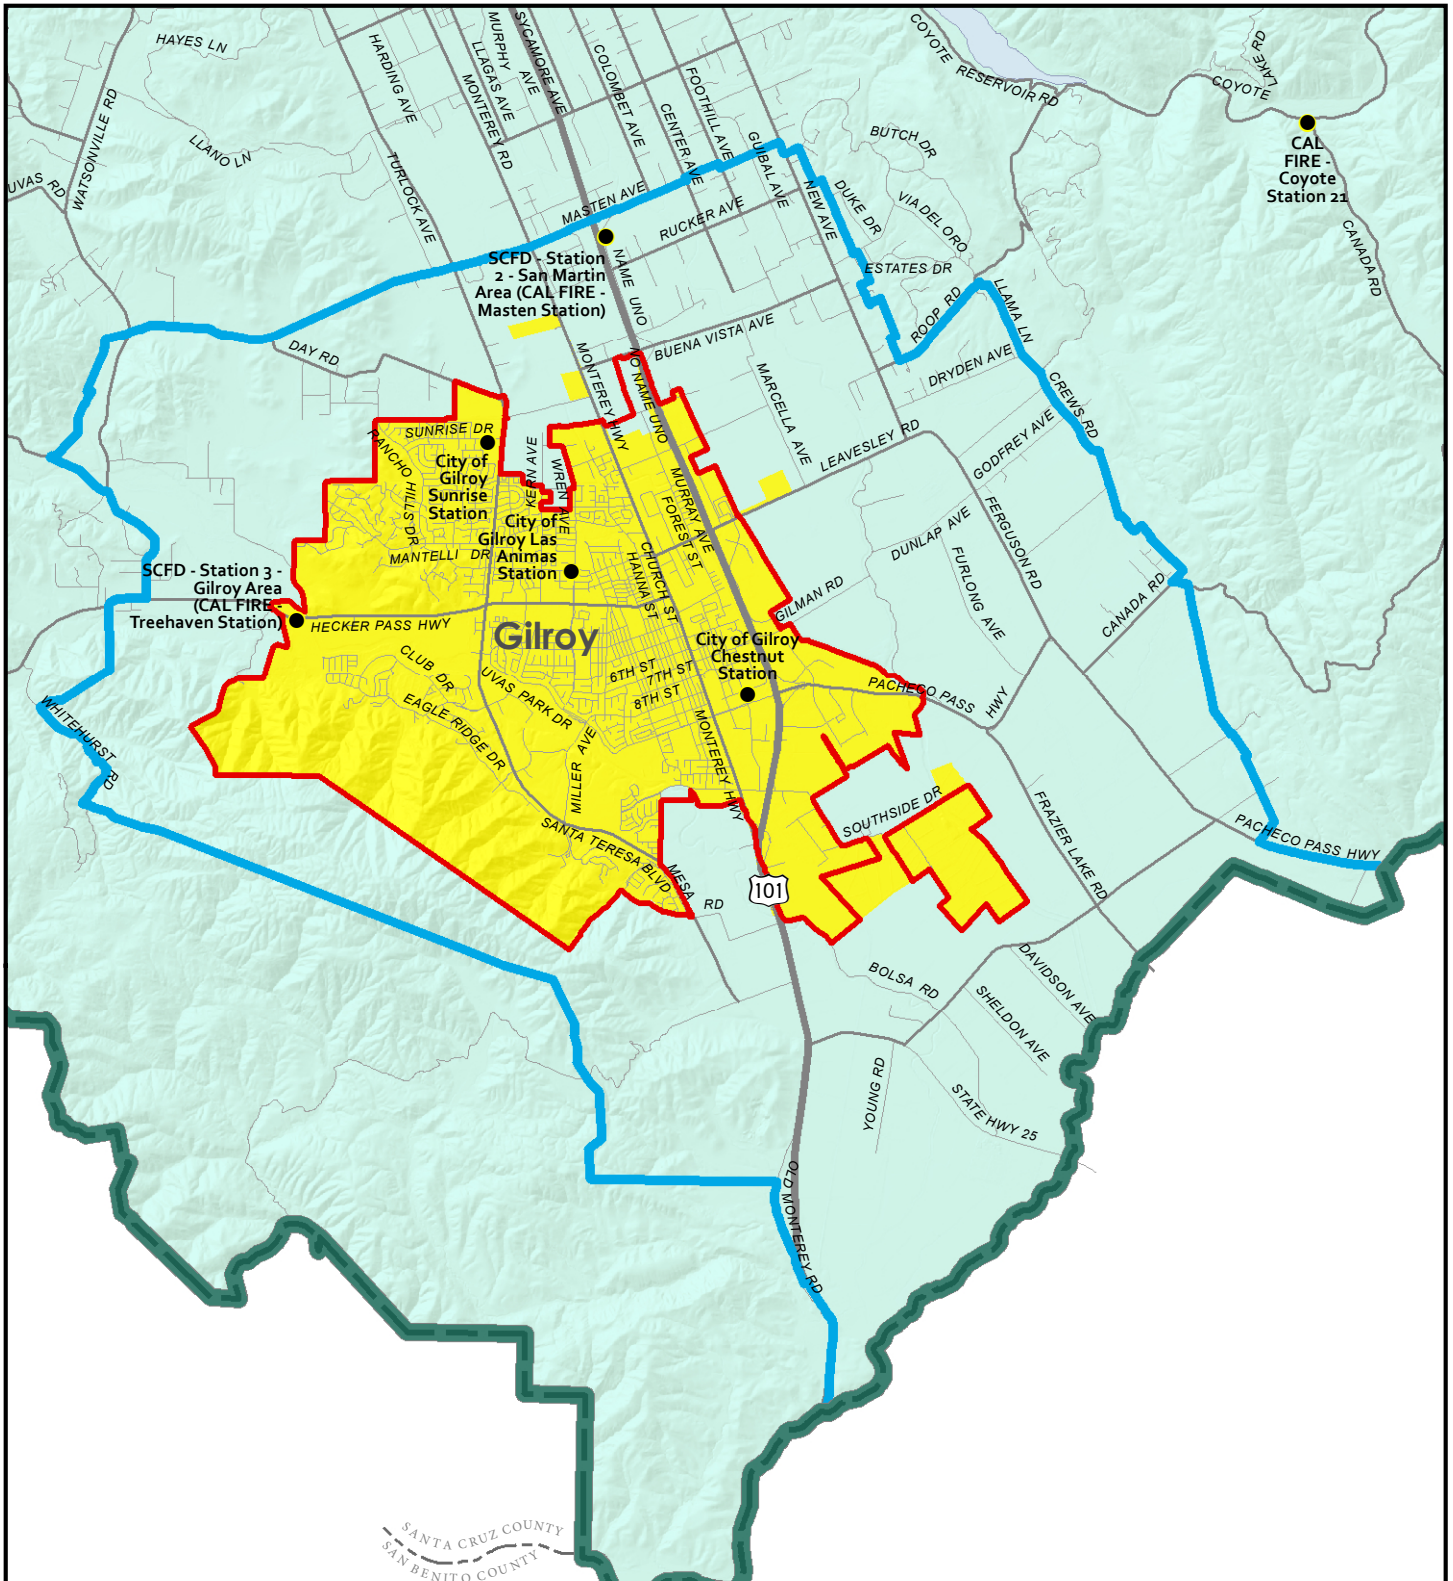 HAYES LN
HARDING AVE
MURPHY AVE
LLAGAS AVE
MONTEREY RD
SYCAMORE AVE
COLOMBET AVE
CENTER AVE
FOOTHILL AVE
GUIBAL AVE
COYOTE RESERVOIR RD
COYOTE
LAKE RD
WATSONVILLE RD
LLANO LN
UVAS RD
TURLOCK AVE
MASTEN AVE
RUCKER AVE
NEW AVE
DUKE DR
BUTCH DR
VIA DEL ORO
ESTATES DR
ROOP RD
LLAMA LN
CAL
FIRE -
Coyote
Station 21
CANADA RD
SCFD - Station
2 - San Martin
Area (CAL FIRE -
Masten Station)
NAME UNO
NO NAME UNO
BUENA VISTA AVE
DAY RD
MONTEREY HWY
MARCELLA AVE
DRYDEN AVE
CREWS RD
LEAVESLEY RD
GODFREY AVE
SUNRISE DR
RANCHO HILLS DR
City of
Gilroy
Sunrise
Station
KERN AVE
WREN AVE
City of
Gilroy Las
Animas
Station
MURRAY AVE
FOREST ST
CHURCH ST
HANNA ST
MANTELLI DR
DUNLAP AVE
FERGUSON RD
FURLONG AVE
GILMAN RD
CANADA RD
SCFD - Station 3 -
Gilroy Area
(CAL FIRE -
Treehaven Station)
HECKER PASS HWY
Gilroy
City of Gilroy
Chestnut
Station
6TH ST
7TH ST
8TH ST
CLUB DR
UVAS PARK DR
EAGLE RIDGE DR
MILLER AVE
MONTEREY HWY
PACHECO PASS
HWY
WHITEHURST RD
SANTA TERESA BLVD
MESA
RD
101
SOUTHSIDE DR
FRAZIER LAKE RD
PACHECO PASS HWY
BOLSA RD
DAVIDSON AVE
SHELDON AVE
YOUNG RD
STATE HWY 25
OLD MONTEREY RD
SANTA CRUZ COUNTY
SAN BENITO COUNTY